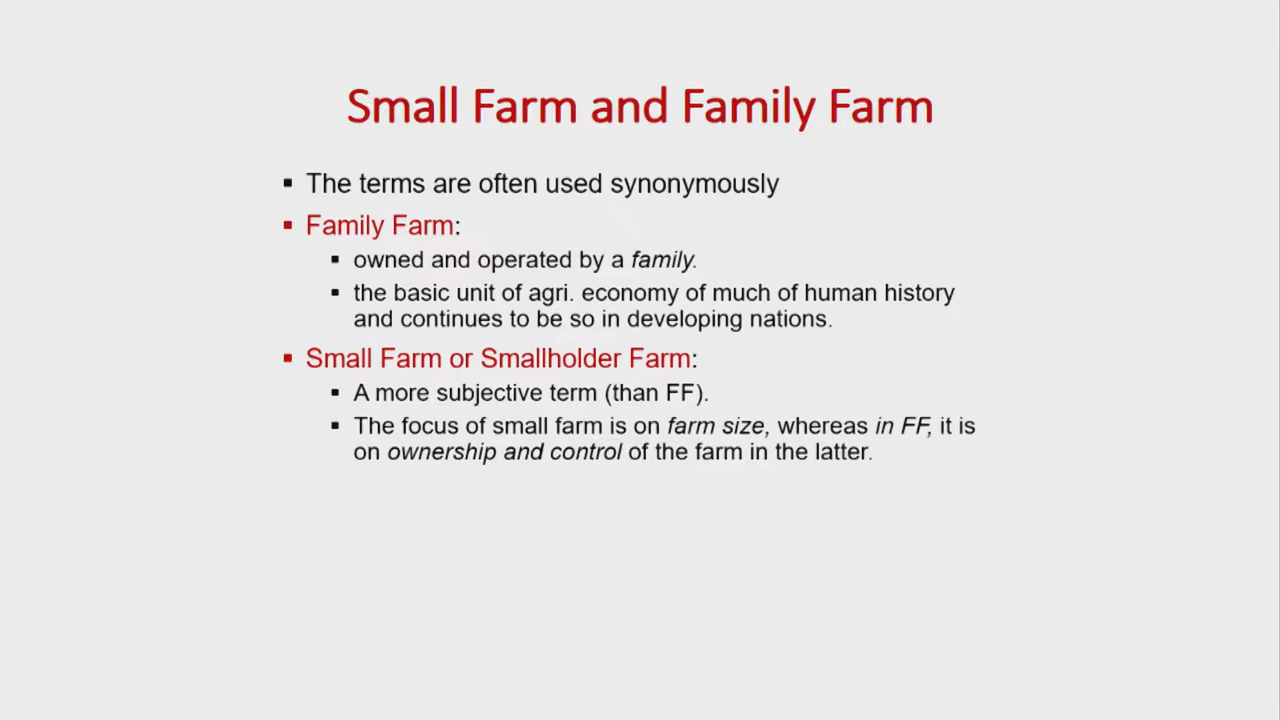 Small Farm and Family Farm
▪ The terms are often used synonymously
▪ Family Farm:
▪ owned and operated by a family.
▪ the basic unit of agri. economy of much of human history
and continues to be so in developing nations.
▪ Small Farm or Smallholder Farm:
▪ A more subjective term (than FF).
▪ The focus of small farm is on farm size, whereas in FF, it is
on ownership and control of the farm in the latter.